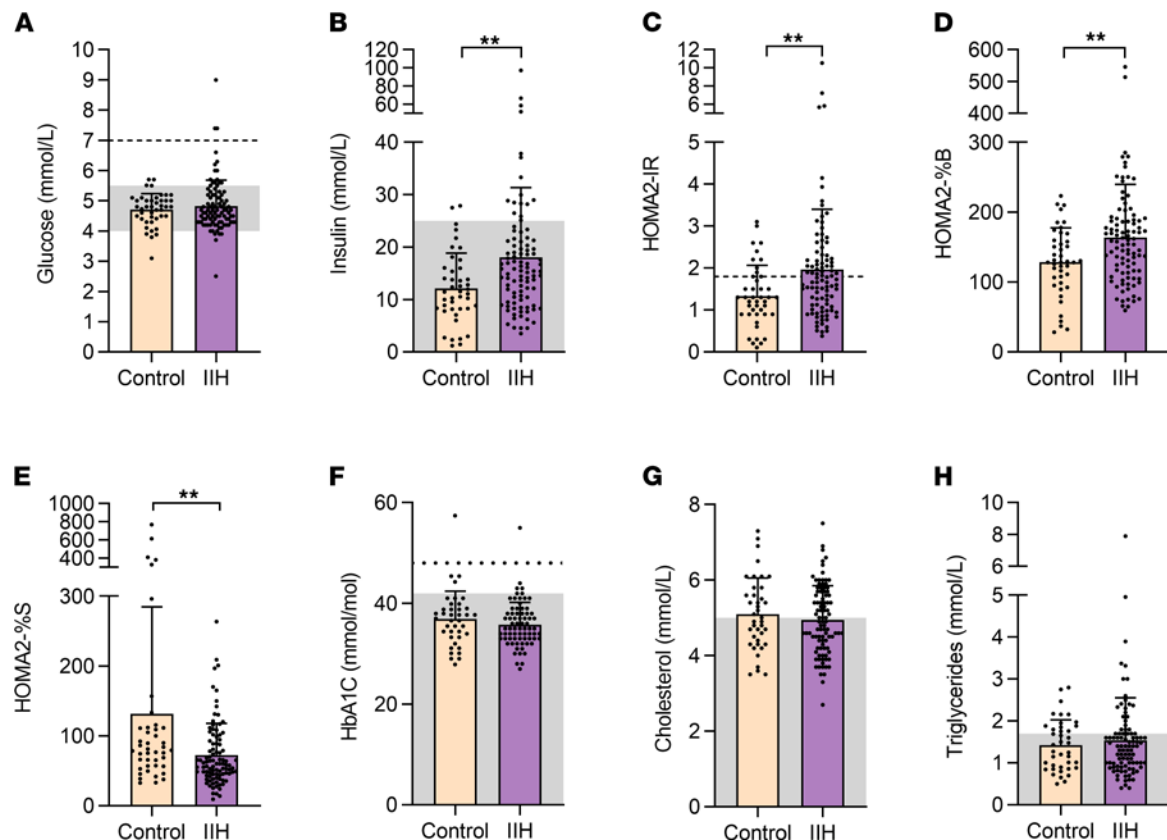 A
Glucose (mmol/L)
10
9
8
7
6
5
4
3
2
1
0
Control IIH
B
**
Insulin (mmol/L)
120
100
80
60
40
20
0
40
30
20
10
0
Control IIH
C
**
HOMA2-IR
12
10
8
6
5
4
3
2
1
0
Control IIH
D
**
HOMA2-%B
600
500
400
300
200
100
0
Control IIH
E
**
HOMA2-%S
1000
800
600
400
300
200
100
0
Control IIH
F
HbA1C (mmol/mol)
60
40
20
0
Control IIH
G
Cholesterol (mmol/L)
8
6
4
2
0
Control IIH
H
Triglycerides (mmol/L)
10
8
6
5
4
3
2
1
0
Control IIH